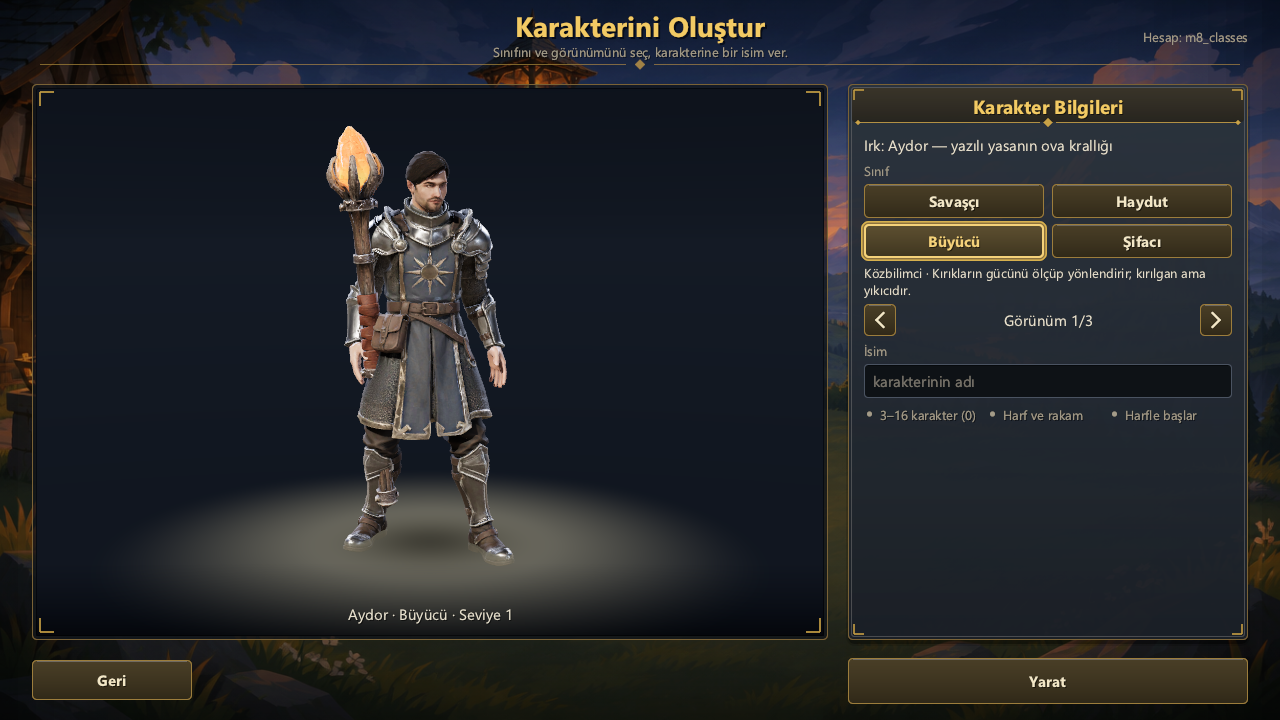 Karakterini Oluştur
Sınıfını ve görünümünü seç, karakterine bir isim ver.
Hesap: m8_classes
Karakter Bilgileri
Irk: Aydor — yazılı yasanın ova krallığı
Sınıf
Savaşçı
Haydut
Büyücü
Şifacı
Közbilimci · Kırıkların gücünü ölçüp yönlendirir; kırılgan ama
yıkıcıdır.
Görünüm 1/3
İsim
karakterinin adı
• 3–16 karakter (0) • Harf ve rakam • Harfle başlar
Aydor · Büyücü · Seviye 1
Geri
Yarat